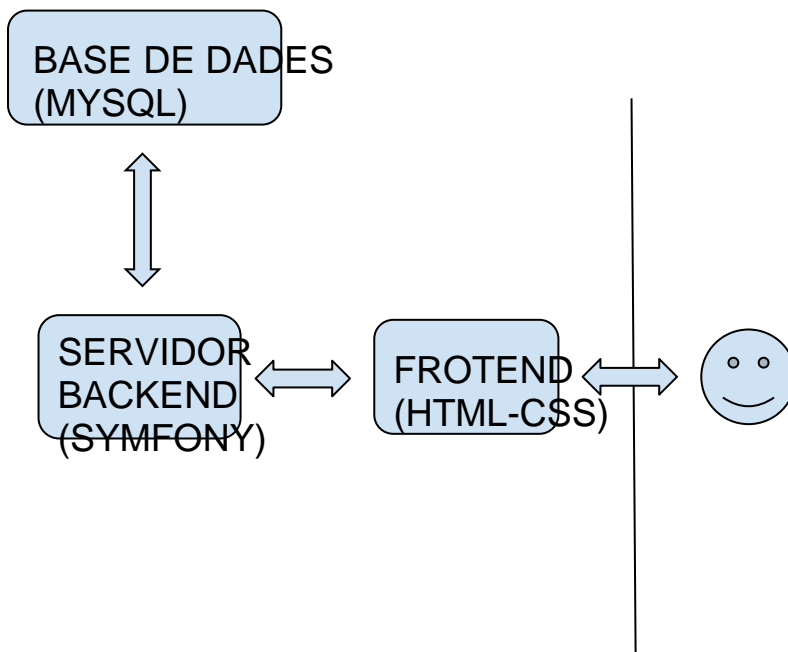 BASE DE DADES
(MYSQL)
SERVIDOR
BACKEND
(SYMFONY)
FROTEND
(HTML-CSS)